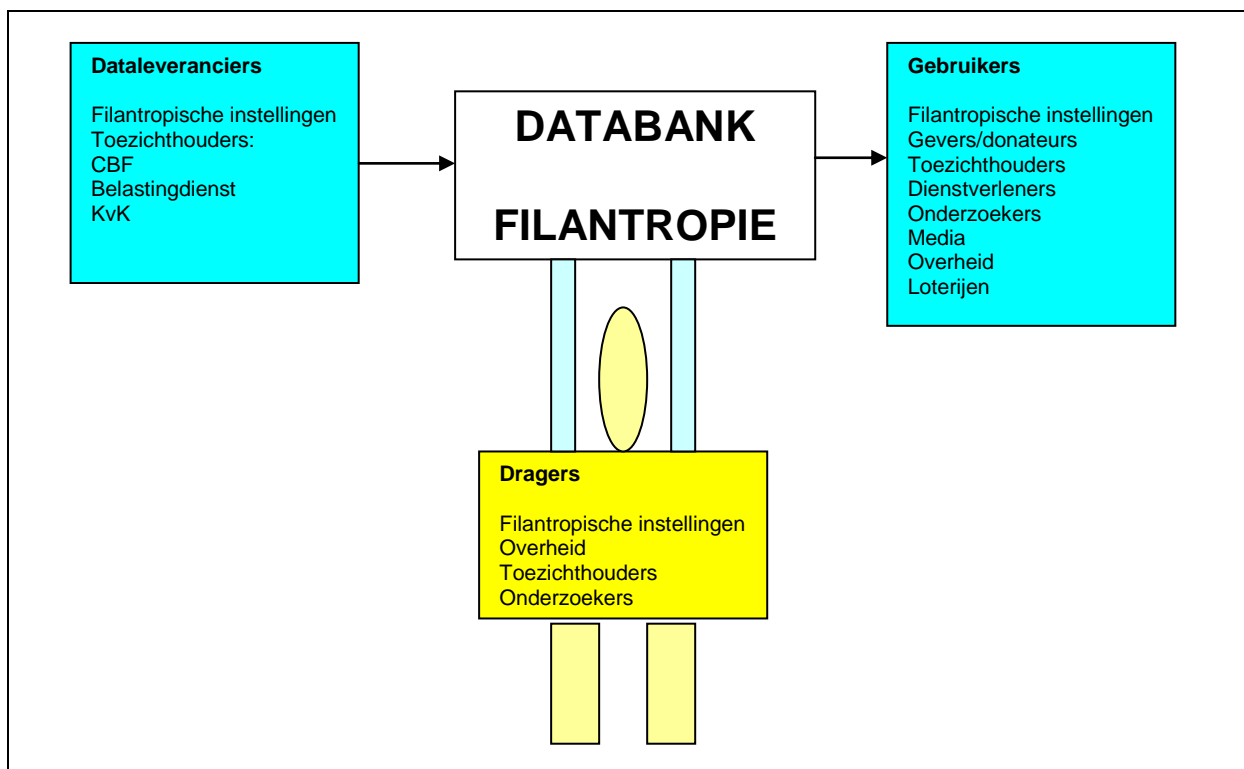 Dataleveranciers
Filantropische instellingen
Toezichthouders:
CBF
Belastingdienst
KvK
DATABANK
FILANTROPIE
Gebruikers
Filantropische instellingen
Gevers/donateurs
Toezichthouders
Dienstverleners
Onderzoekers
Media
Overheid
Loterijen
Dragers
Filantropische instellingen
Overheid
Toezichthouders
Onderzoekers